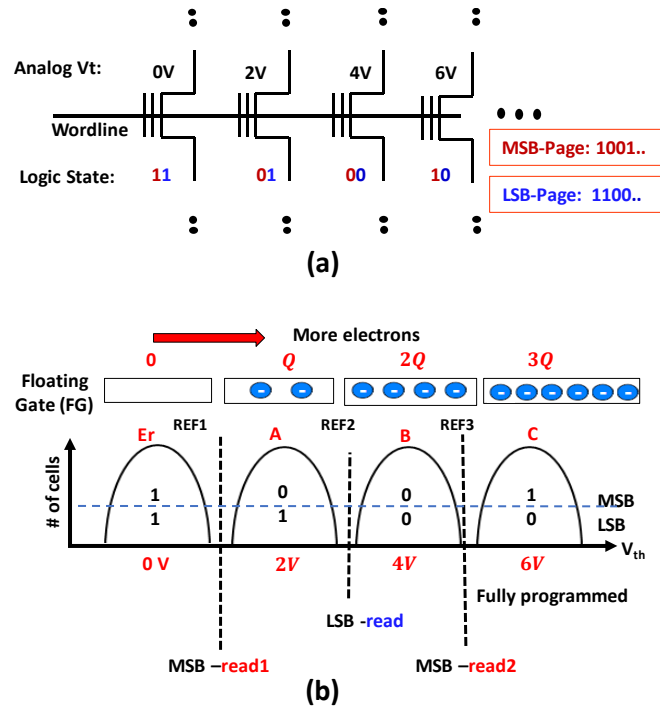 Analog Vt: 0V 2V 4V 6V
Wordline
MSB-Page: 1001..
Logic State: 11 01 00 10
LSB-Page: 1100..
(a)
More electrons
0 Q 2Q 3Q
Floating
Gate (FG)
- - - - - - - - - - - -
REF1 REF2 REF3
Er A B C
# of cells
1 0 0 1 MSB
1 1 0 0 LSB
Vth
0 V 2V 4V 6V
Fully programmed
LSB -read
MSB –read1 MSB –read2
(b)